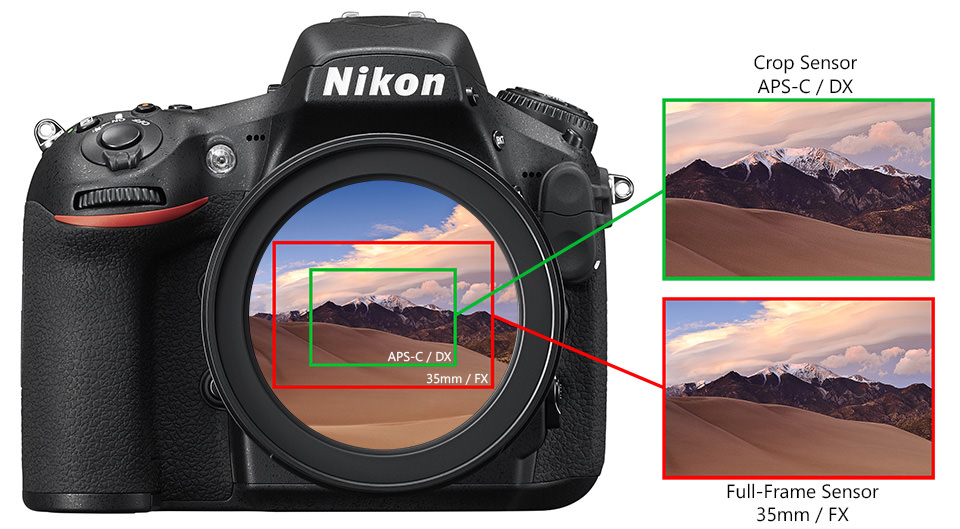 Nikon
Crop Sensor
APS-C / DX
APS-C / DX
35mm / FX
Full-Frame Sensor
35mm / FX